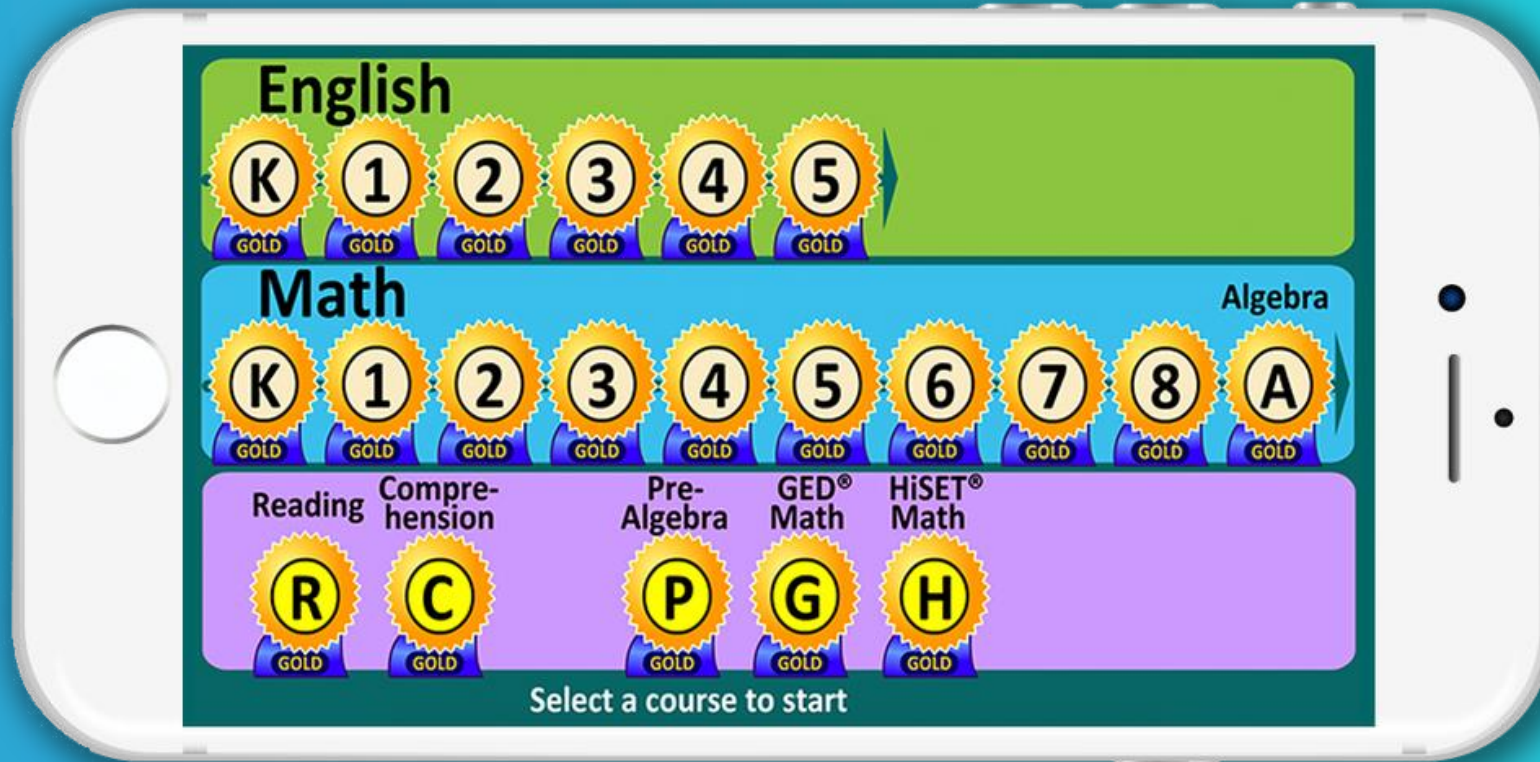 English
K 1 2 3 4 5
GOLD GOLD GOLD GOLD GOLD GOLD
Math
Algebra
K 1 2 3 4 5 6 7 8 A
GOLD GOLD GOLD GOLD GOLD GOLD GOLD GOLD GOLD GOLD
Reading
Compre-
hension
Pre-
Algebra
GED®
Math
HiSET®
Math
R C P G H
GOLD GOLD GOLD GOLD GOLD
Select a course to start